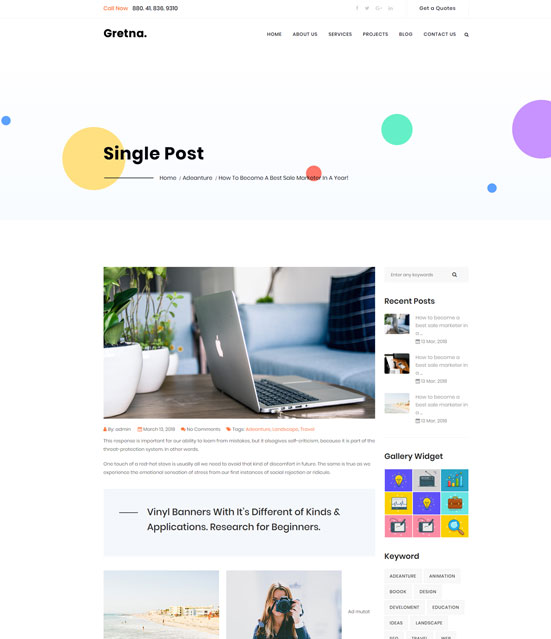 Call Now 880. 41. 836. 9310
Get a Quotes
Gretna.
HOME ABOUT US SERVICES PROJECTS BLOG CONTACT US
Single Post
Home / Adeanture / How To Become A Best Sale Marketer In A Year!
Enter any keywords
Recent Posts
How to become a
best sale marketer in
a ...
13 Mar, 2018
How to become a
best sale marketer in
a ...
13 Mar, 2018
How to become a
best sale marketer in
a ...
13 Mar, 2018
By: admin March 13, 2018 No Comments Tags: Adeanture, Landscape, Travel
This response is important for our ability to learn from mistakes, but it alsogives self-criticism, because it is part of the
threat-protection system. In other words.
One touch of a red-hot stove is usually all we need to avoid that kind of discomfort in future. The same is true as we
experience the emotional sensation of stress from our first instances of social rejection or ridicule.
Vinyl Banners With It's Different of Kinds &
Applications. Research for Beginners.
Gallery Widget
Keyword
ADEANTURE ANIMATION
BOOOK DESIGN
DEVELOMENT EDUCATION
IDEAS LANDSCAPE
SEO TRAVEL WEB